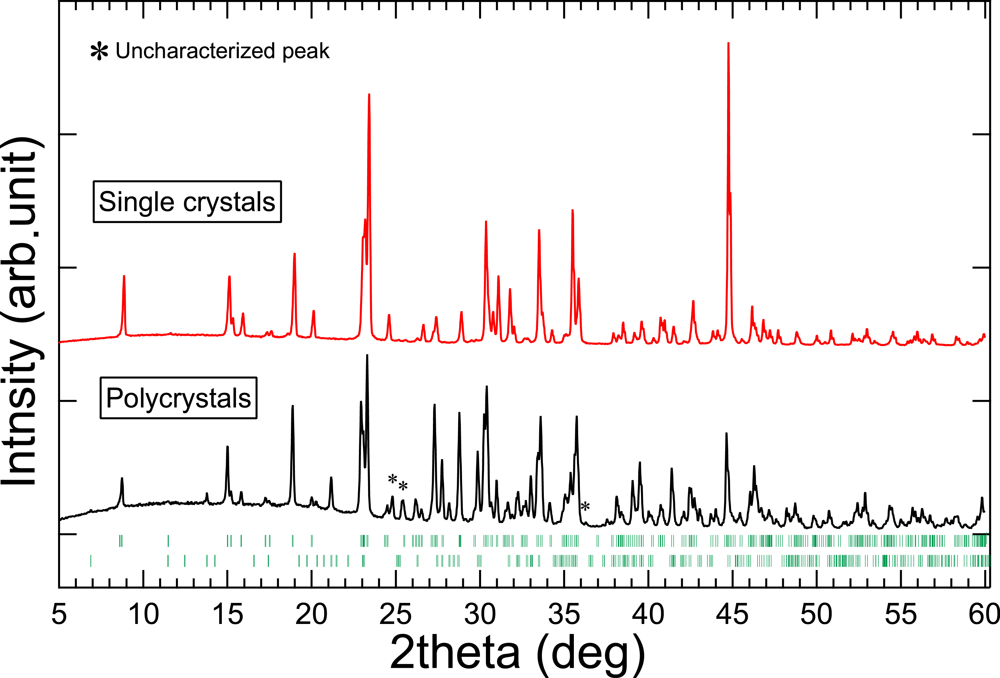 * Uncharacterized peak
Single crystals
Polycrystals
* *
*
Intnsity (arb.unit)
5 10 15 20 25 30 35 40 45 50 55 60
2theta (deg)